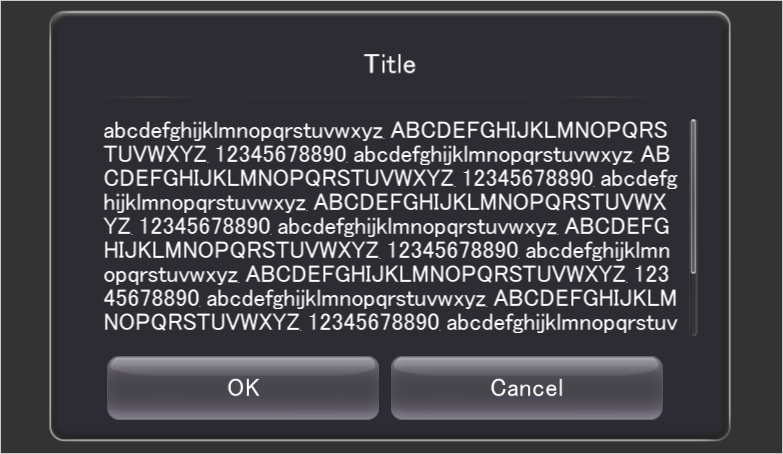 Title
abcdefghijklmnopqrstuvwxyz. ABCDEFGHIJKLMNOPQRS
TUVWXYZ. 12345678890. abcdefghijklmnopqrstuvwxyz. AB
CDEFGHIJKLMNOPQRSTUVWXYZ. 12345678890. abcdefg
hijklmnopqrstuvwxyz. ABCDEFGHIJKLMNOPQRSTUVWX
YZ. 12345678890. abcdefghijklmnopqrstuvwxyz. ABCDEFG
HIJKLMNOPQRSTUVWXYZ. 12345678890. abcdefghijklmn
opqrstuvwxyz. ABCDEFGHIJKLMNOPQRSTUVWXYZ. 123
45678890. abcdefghijklmnopqrstuvwxyz. ABCDEFGHIJKLM
NOPQRSTUVWXYZ. 12345678890. abcdefghijklmnopqrstuv
OK
Cancel